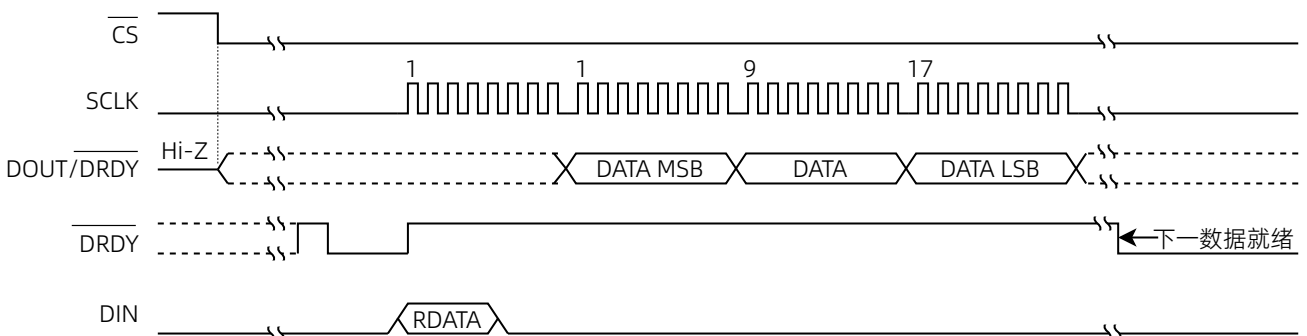 CS
1 1 9 17
SCLK
Hi-Z
DOUT/DRDY DATA MSB DATA DATA LSB
DRDY 下一数据就绪
DIN RDATA